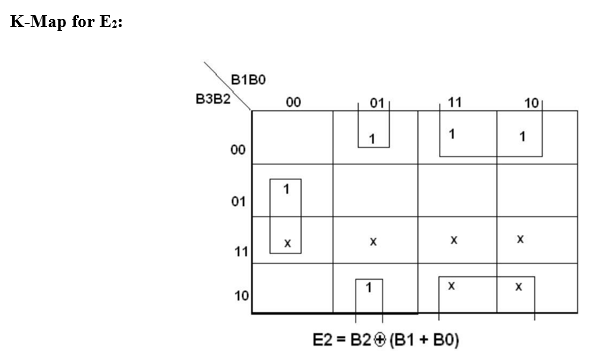 K-Map for E2:
B1B0
B3B2
00 01 11 10
00 1 1 1
01 1
11 x x x x
10 1 x x
E2 = B2 ⊕ (B1 + B0)